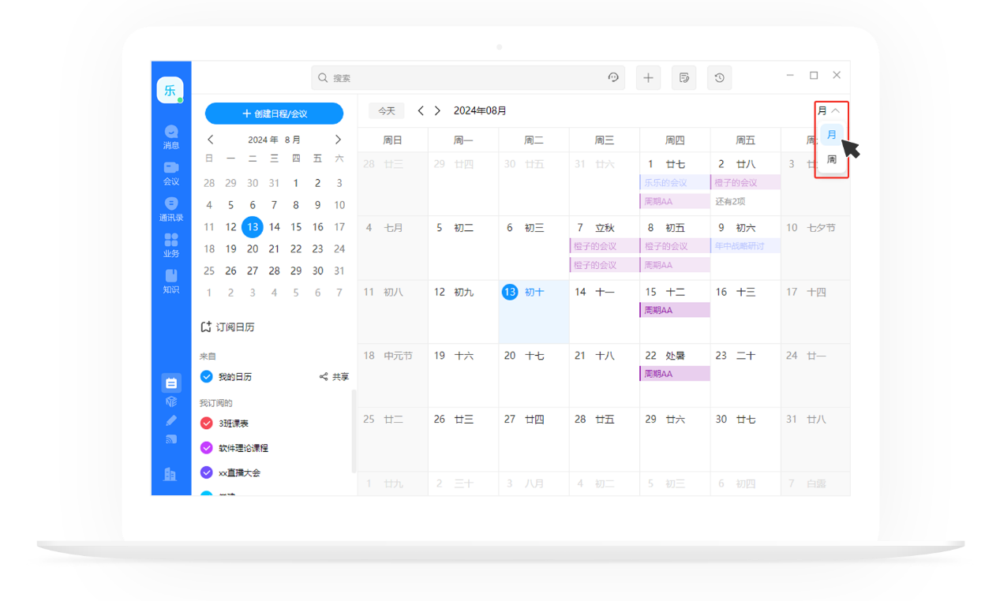 搜索
乐
消息
会议
通讯录
业务
知识
创建日程/会议
2024 年 8 月
日 一 二 三 四 五 六
28 29 30 31 1 2 3
4 5 6 7 8 9 10
11 12 13 14 15 16 17
18 19 20 21 22 23 24
25 26 27 28 29 30 31
1 2 3 4 5 6 7
订阅日历
来自
我的日历 共享
我订阅的
3班课表
软件理论课程
xx直播大会
今天 2024年08月 月
月
周
周日 周一 周二 周三 周四 周五
28 廿三 29 廿四 30 廿五 31 廿六 1 廿七 2 廿八 3
乐乐的会议 橙子的会议
周期AA 还有2项
4 七月 5 初二 6 初三 7 立秋 8 初五 9 初六 10 七夕节
橙子的会议 橙子的会议 年中战略研讨
橙子的会议 周期AA
11 初八 12 初九 13 初十 14 十一 15 十二 16 十三 17 十四
周期AA
18 中元节 19 十六 20 十七 21 十八 22 处暑 23 二十 24 廿一
周期AA
25 廿二 26 廿三 27 廿四 28 廿五 29 廿六 30 廿七 31 廿八
1 廿九 2 三十 3 八月 4 初二 5 初三 6 初四 7 白露